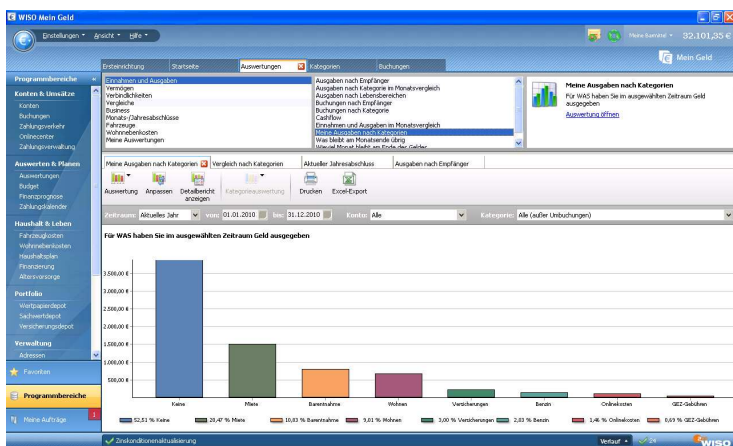 WISO Mein Geld
Einstellungen Ansicht Hilfe
Meine Barmittel 32.101,35 €
Mein Geld
Ersteinrichtung Startseite Auswertungen Kategorien Buchungen
Programmbereiche «
Konten & Umsätze
Konten
Buchungen
Zahlungsverkehr
Onlinecenter
Zahlungsverwaltung
Auswerten & Planen
Auswertungen
Budget
Finanzprognose
Zahlungskalender
Haushalt & Leben
Fahrzeugkosten
Wohnnebenkosten
Haushaltsplan
Finanzierung
Altersvorsorge
Portfolio
Wertpapierdepot
Sachwertdepot
Versicherungsdepot
Verwaltung
Adressen
Favoriten
Programmbereiche
Meine Aufträge 1
Einnahmen und Ausgaben
Vermögen
Verbindlichkeiten
Vergleiche
Business
Monats-/Jahresabschlüsse
Fahrzeuge
Wohnnebenkosten
Meine Auswertungen
Ausgaben nach Empfänger
Ausgaben nach Kategorie im Monatsvergleich
Ausgaben nach Lebensbereichen
Buchungen nach Empfänger
Buchungen nach Kategorie
Cashflow
Einnahmen und Ausgaben im Monatsvergleich
Meine Ausgaben nach Kategorien
Was bleibt am Monatsende übrig
Wieviel Monat bleibt am Ende des Geldes
Meine Ausgaben nach Kategorien
Für WAS haben Sie im ausgewählten Zeitraum Geld
ausgegeben
Auswertung öffnen
Meine Ausgaben nach Kategorien Vergleich nach Kategorien Aktueller Jahresabschluss Ausgaben nach Empfänger
Auswertung Anpassen Detailbericht anzeigen Kategorieauswertung Drucken Excel-Export
Zeitraum: Aktuelles Jahr von: 01.01.2010 bis: 31.12.2010 Konto: Alle Kategorie: Alle (außer Umbuchungen)
Für WAS haben Sie im ausgewählten Zeitraum Geld ausgegeben
3.500,00 €
3.000,00 €
2.500,00 €
2.000,00 €
1.500,00 €
1.000,00 €
500,00 €
Keine Miete Barentnahme Wohnen Versicherungen Benzin Onlinekosten GEZ-Gebühren
52,51 % Keine 20,47 % Miete 10,83 % Barentnahme 9,01 % Wohnen 3,00 % Versicherungen 2,03 % Benzin 1,46 % Onlinekosten 0,69 % GEZ-Gebühren
Zinskonditionenaktualisierung
Verlauf
WISO